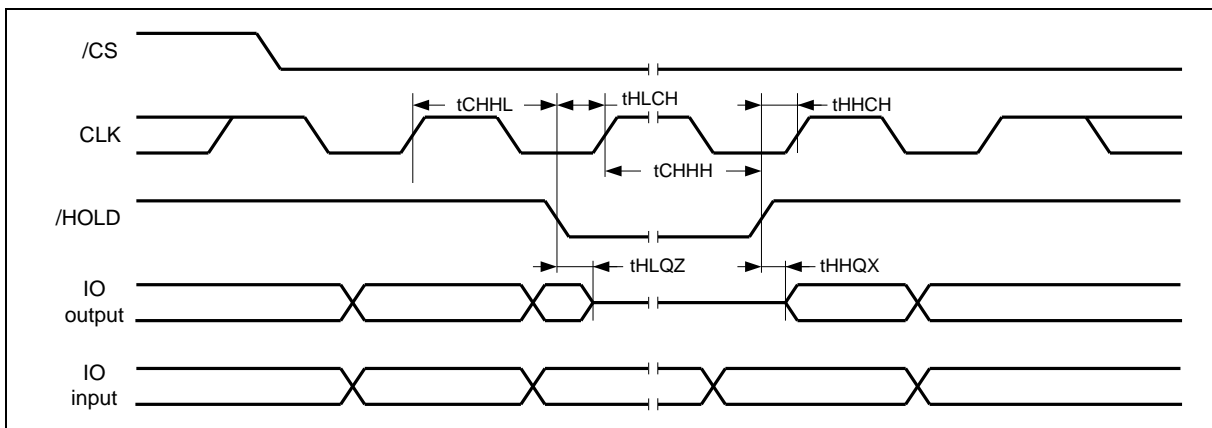 /CS
tCHHL
tHLCH
tHHCH
CLK
tCHHH
/HOLD
tHLQZ
tHHQX
IO
output
IO
input